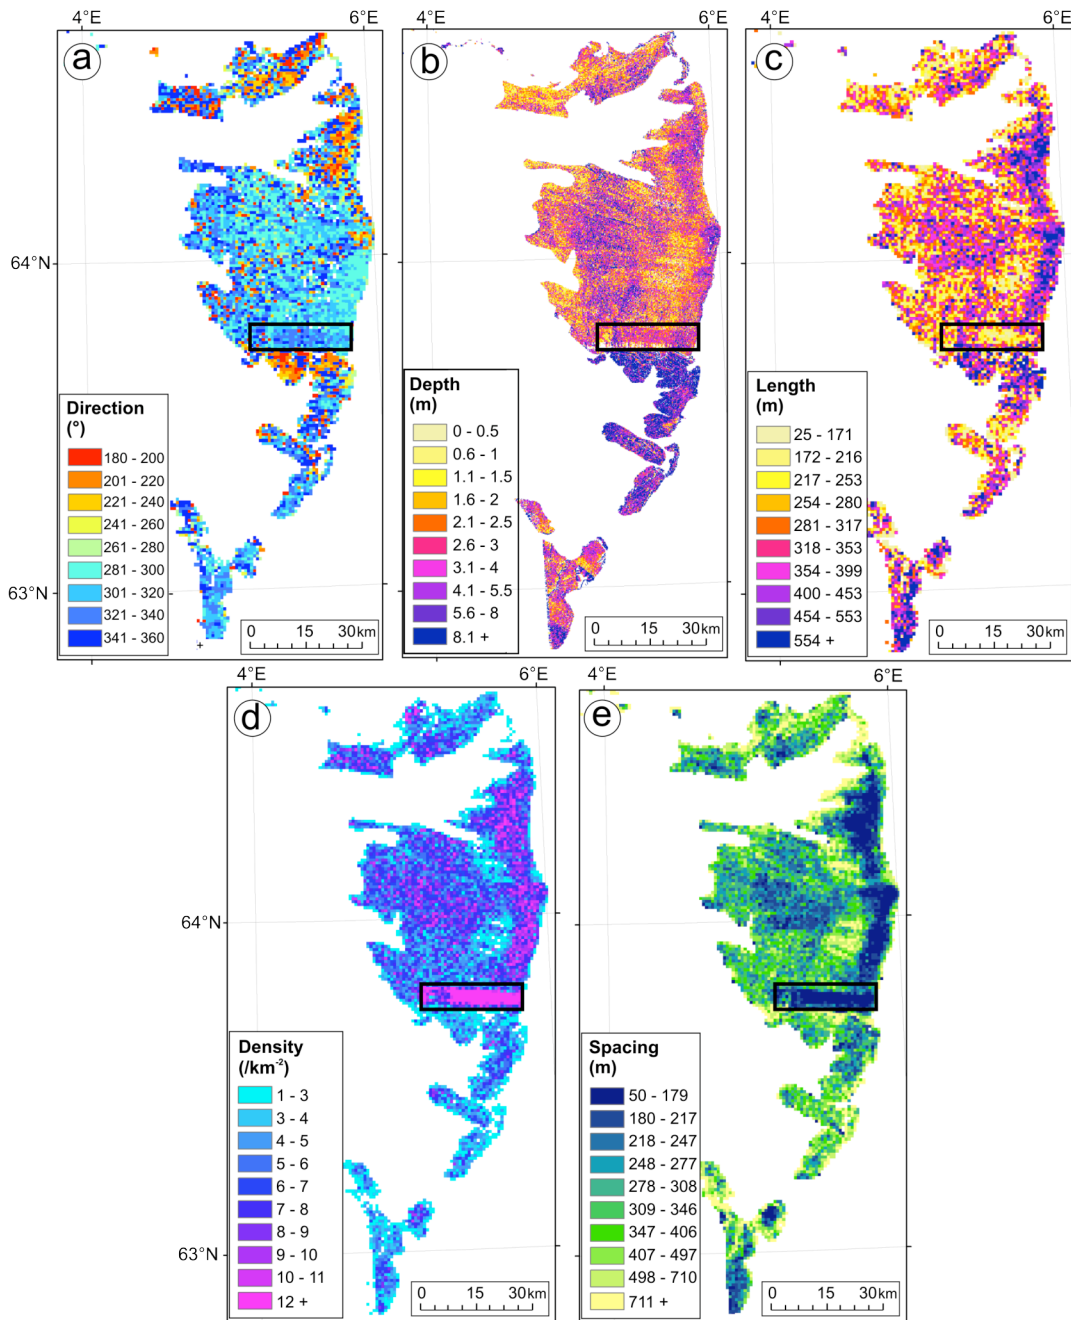 4°E 6°E 4°E 6°E 4°E 6°E
a b c
64°N
63°N
Direction
(°)
180 - 200
201 - 220
221 - 240
241 - 260
261 - 280
281 - 300
301 - 320
321 - 340
341 - 360
0 15 30km
Depth
(m)
0 - 0.5
0.6 - 1
1.1 - 1.5
1.6 - 2
2.1 - 2.5
2.6 - 3
3.1 - 4
4.1 - 5.5
5.6 - 8
8.1 +
0 15 30km
Length
(m)
25 - 171
172 - 216
217 - 253
254 - 280
281 - 317
318 - 353
354 - 399
400 - 453
454 - 553
554 +
0 15 30km
4°E 6°E 4°E 6°E
d e
64°N
63°N
Density
(/km⁻²)
1 - 3
3 - 4
4 - 5
5 - 6
6 - 7
7 - 8
8 - 9
9 - 10
10 - 11
12 +
0 15 30km
Spacing
(m)
50 - 179
180 - 217
218 - 247
248 - 277
278 - 308
309 - 346
347 - 406
407 - 497
498 - 710
711 +
0 15 30km